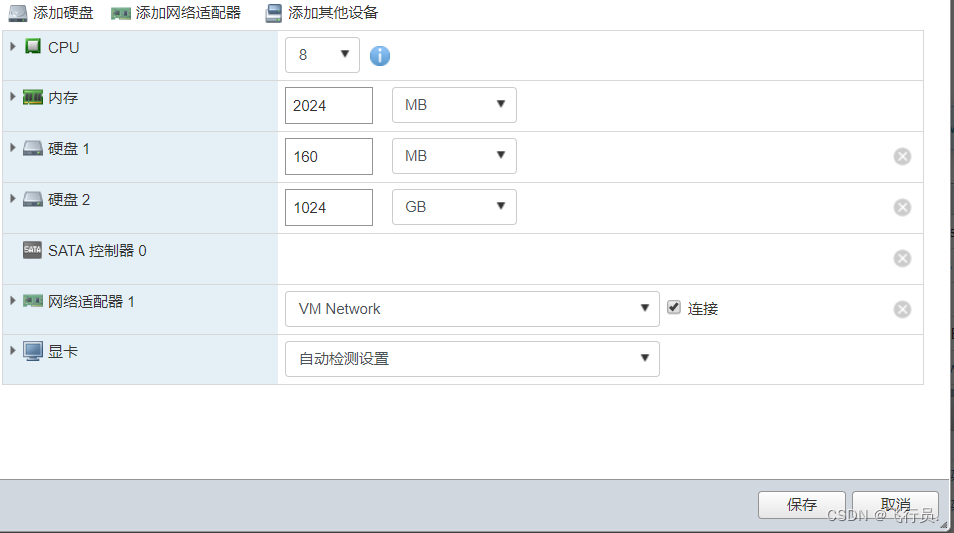 添加硬盘 添加网络适配器 添加其他设备
CPU 8
内存 2024 MB
硬盘 1 160 MB
硬盘 2 1024 GB
SATA SATA 控制器 0
网络适配器 1 VM Network 连接
显卡 自动检测设置
保存 取消
CSDN @飞行员.